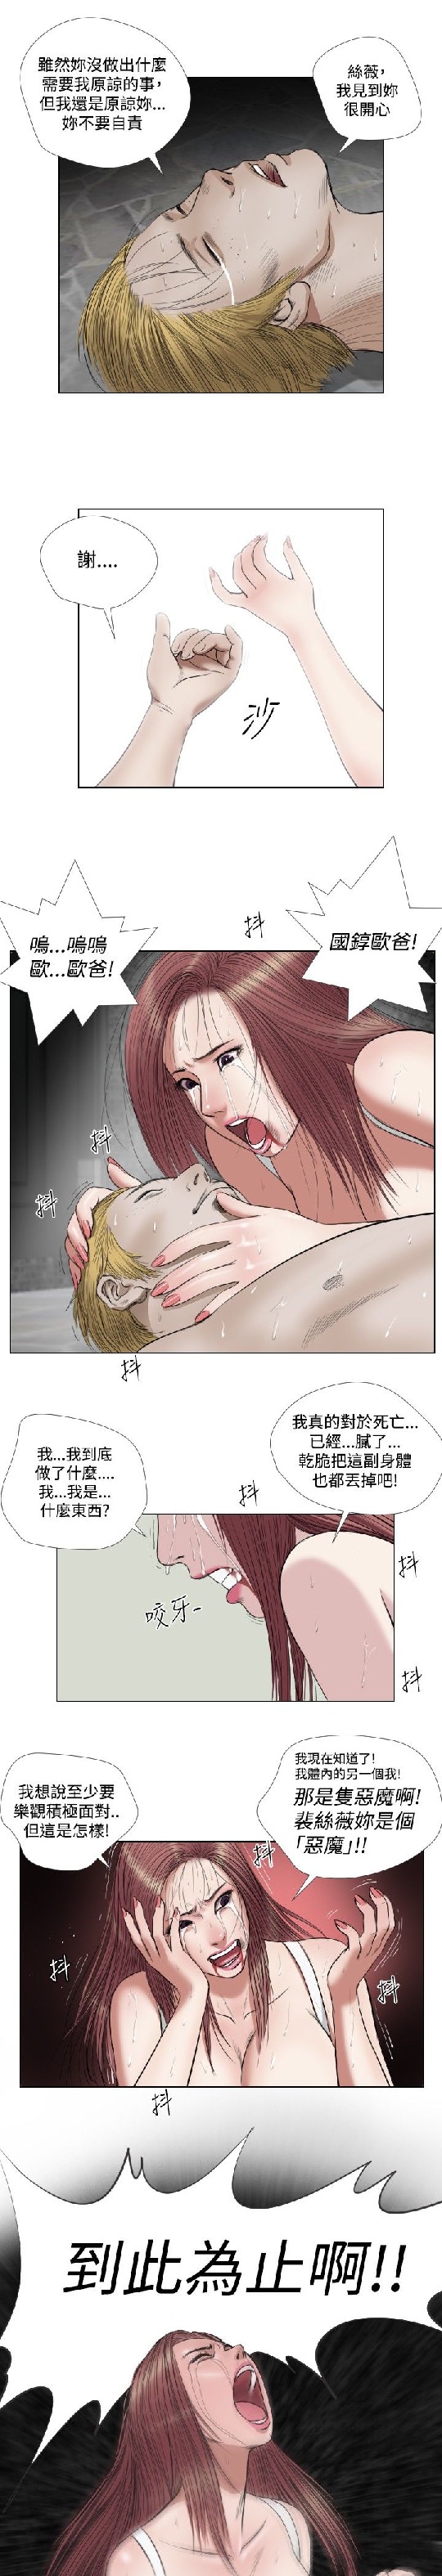 雖然妳沒做出什麼
需要我原諒的事，
但我還是原諒妳...
妳不要自責
絲薇，
我見到妳
很開心
謝....
沙
嗚...嗚嗚
歐...歐爸!
抖
國錞歐爸!
抖
抖
抖
我...我到底
做了什麼....
我...我是...
什麼東西?
我真的對於死亡...
已經...膩了...
乾脆把這副身體
也都丟掉吧!
抖
抖
咬牙~
抖
我想說至少要
樂觀積極面對..
但這是怎樣!
我現在知道了!
我體內的另一個我!
那是隻惡魔啊!
裴絲薇妳是個
「惡魔」!!
抖
抖
抖
抖
到此為止啊!!